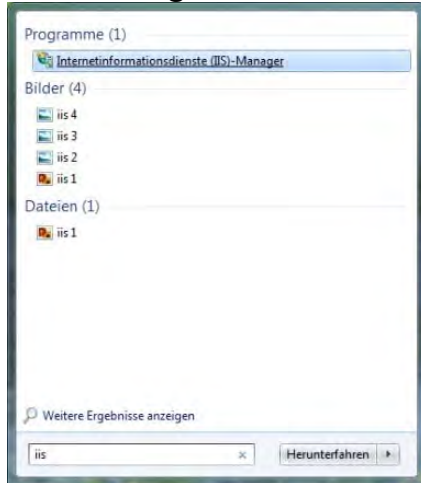 Programme (1)
Internetinformationsdienste (IIS)-Manager
Bilder (4)
iis 4
iis 3
iis 2
iis 1
Dateien (1)
iis 1
Weitere Ergebnisse anzeigen
iis
Herunterfahren